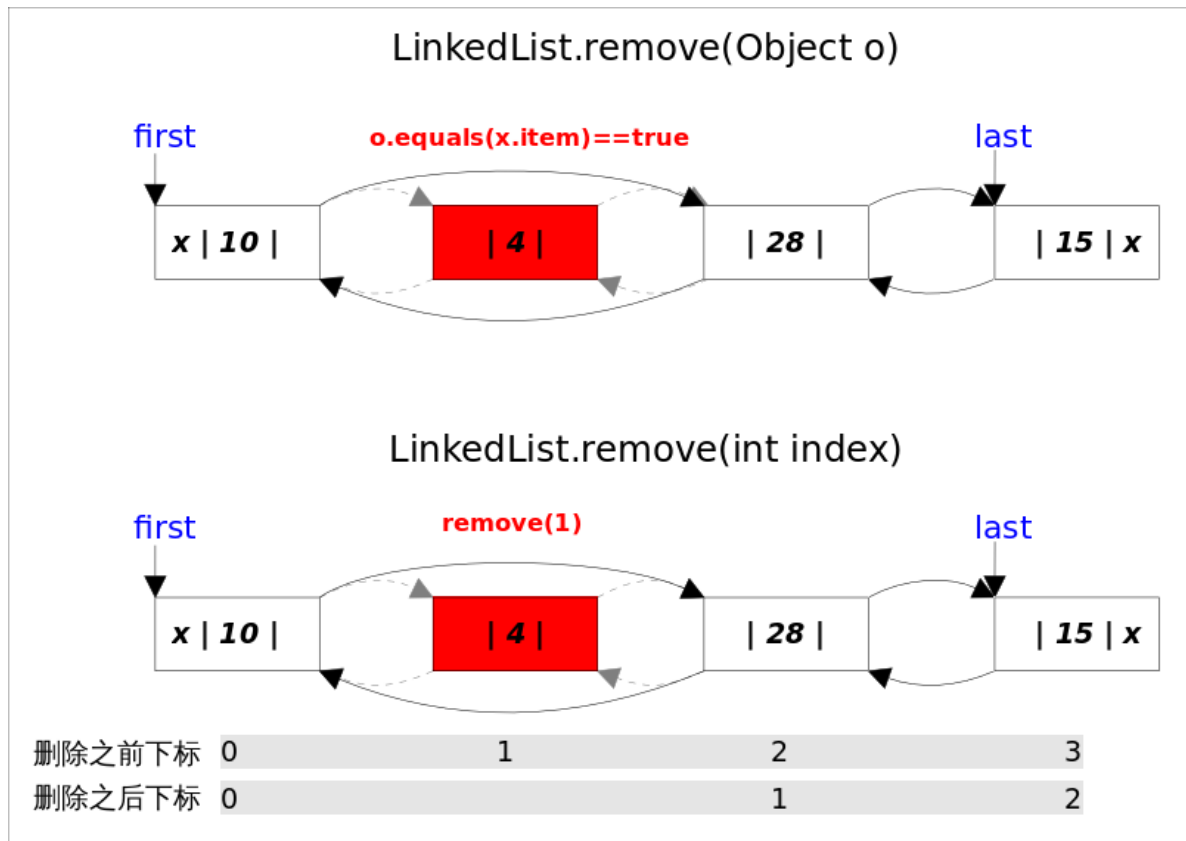 LinkedList.remove(Object o)
first
o.equals(x.item)==true
last
x | 10 |
| 4 |
| 28 |
| 15 | x
LinkedList.remove(int index)
first
remove(1)
last
x | 10 |
| 4 |
| 28 |
| 15 | x
删除之前下标 0 1 2 3
删除之后下标 0 1 2